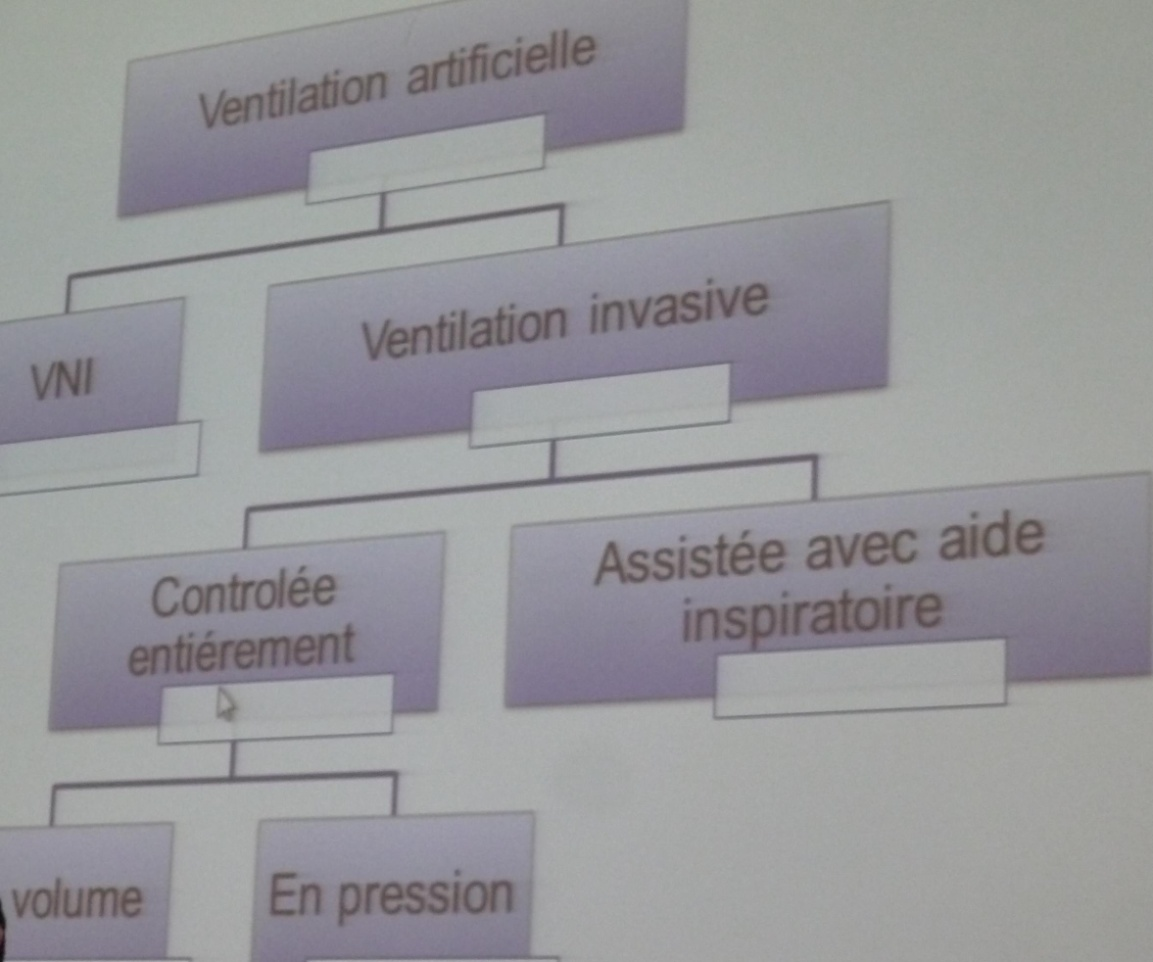 Ventilation artificielle
VNI
Ventilation invasive
Controlée
entiérement
Assistée avec aide
inspiratoire
volume
En pression